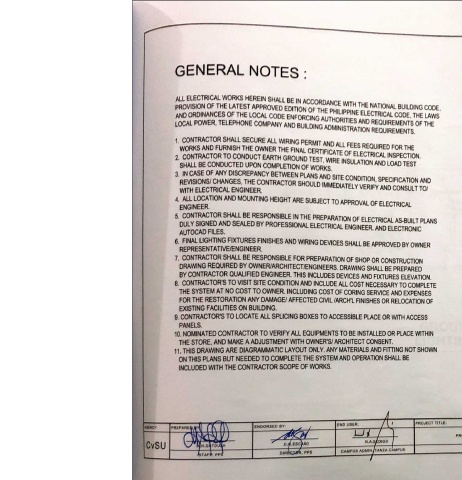 GENERAL NOTES :
ALL ELECTRICAL WORKS HEREIN SHALL BE IN ACCORDANCE WITH THE NATIONAL BUILDING CODE.
PROVISION OF THE LATEST APPROVED EDITION OF THE PHILIPPINE ELECTRICAL CODE, THE LAWS
AND ORDINANCES OF THE LOCAL CODE ENFORCING AUTHORITIES AND REQUIREMENTS OF THE
LOCAL POWER, TELEPHONE COMPANY AND BUILDING ADMINISTRATION REQUIREMENTS.
1. CONTRACTOR SHALL SECURE ALL WIRING PERMIT AND ALL FEES REQUIRED FOR THE
WORKS AND FURNISH THE OWNER THE FINAL CERTIFICATE OF ELECTRICAL INSPECTION.
2. CONTRACTOR TO CONDUCT EARTH GROUND TEST, WIRE INSULATION AND LOAD TEST
SHALL BE CONDUCTED UPON COMPLETION OF WORKS.
3. IN CASE OF ANY DISCREPANCY BETWEEN PLANS AND SITE CONDITION, SPECIFICATION AND
REVISIONS/ CHANGES, THE CONTRACTOR SHOULD IMMEDIATELY VERIFY AND CONSULT TO/
WITH ELECTRICAL ENGINEER.
4. ALL LOCATION AND MOUNTING HEIGHT ARE SUBJECT TO APPROVAL OF ELECTRICAL
ENGINEER.
5. CONTRACTOR SHALL BE RESPONSIBLE IN THE PREPARATION OF ELECTRICAL AS-BUILT PLANS
DULY SIGNED AND SEALED BY PROFESSIONAL ELECTRICAL ENGINEER, AND ELECTRONIC
AUTOCAD FILES.
6. FINAL LIGHTING FIXTURES FINISHES AND WIRING DEVICES SHALL BE APPROVED BY OWNER
REPRESENTATIVE/ENGINEER.
7. CONTRACTOR SHALL BE RESPONSIBLE FOR PREPARATION OF SHOP OR CONSTRUCTION
DRAWING REQUIRED BY OWNER/ARCHITECT/ENGINEERS. DRAWING SHALL BE PREPARED
BY CONTRACTOR QUALIFIED ENGINEER. THIS INCLUDES DEVICES AND FIXTURES ELEVATION.
8. CONTRACTOR'S TO VISIT SITE CONDITION AND INCLUDE ALL COST NECESSARY TO COMPLETE
THE SYSTEM AT NO COST TO OWNER. INCLUDING COST OF CORING SERVICE AND EXPENSES
FOR THE RESTORATION ANY DAMAGE/ AFFECTED CIVIL /ARCH'L FINISHES OR RELOCATION OF
EXISTING FACILITIES ON BUILDING.
9. CONTRACTOR'S TO LOCATE ALL SPLICING BOXES TO ACCESSIBLE PLACE OR WITH ACCESS
PANELS.
10. NOMINATED CONTRACTOR TO VERIFY ALL EQUIPMENTS TO BE INSTALLED OR PLACE WITHIN
THE STORE, AND MAKE A ADJUSTMENT WITH OWNER'S/ ARCHITECT CONSENT.
11. THIS DRAWING ARE DIAGRAMMATIC LAYOUT ONLY. ANY MATERIALS AND FITTING NOT SHOWN
ON THIS PLANS BUT NEEDED TO COMPLETE THE SYSTEM AND OPERATION SHALL BE
INCLUDED WITH THE CONTRACTOR SCOPE OF WORKS.
PREPARED ENDORSED BY: END USER: PROJECT TITLE:
CvSU
STAFF, PPS DIRECTOR, PPS CAMPUS ADMIN, TANZA CAMPUS